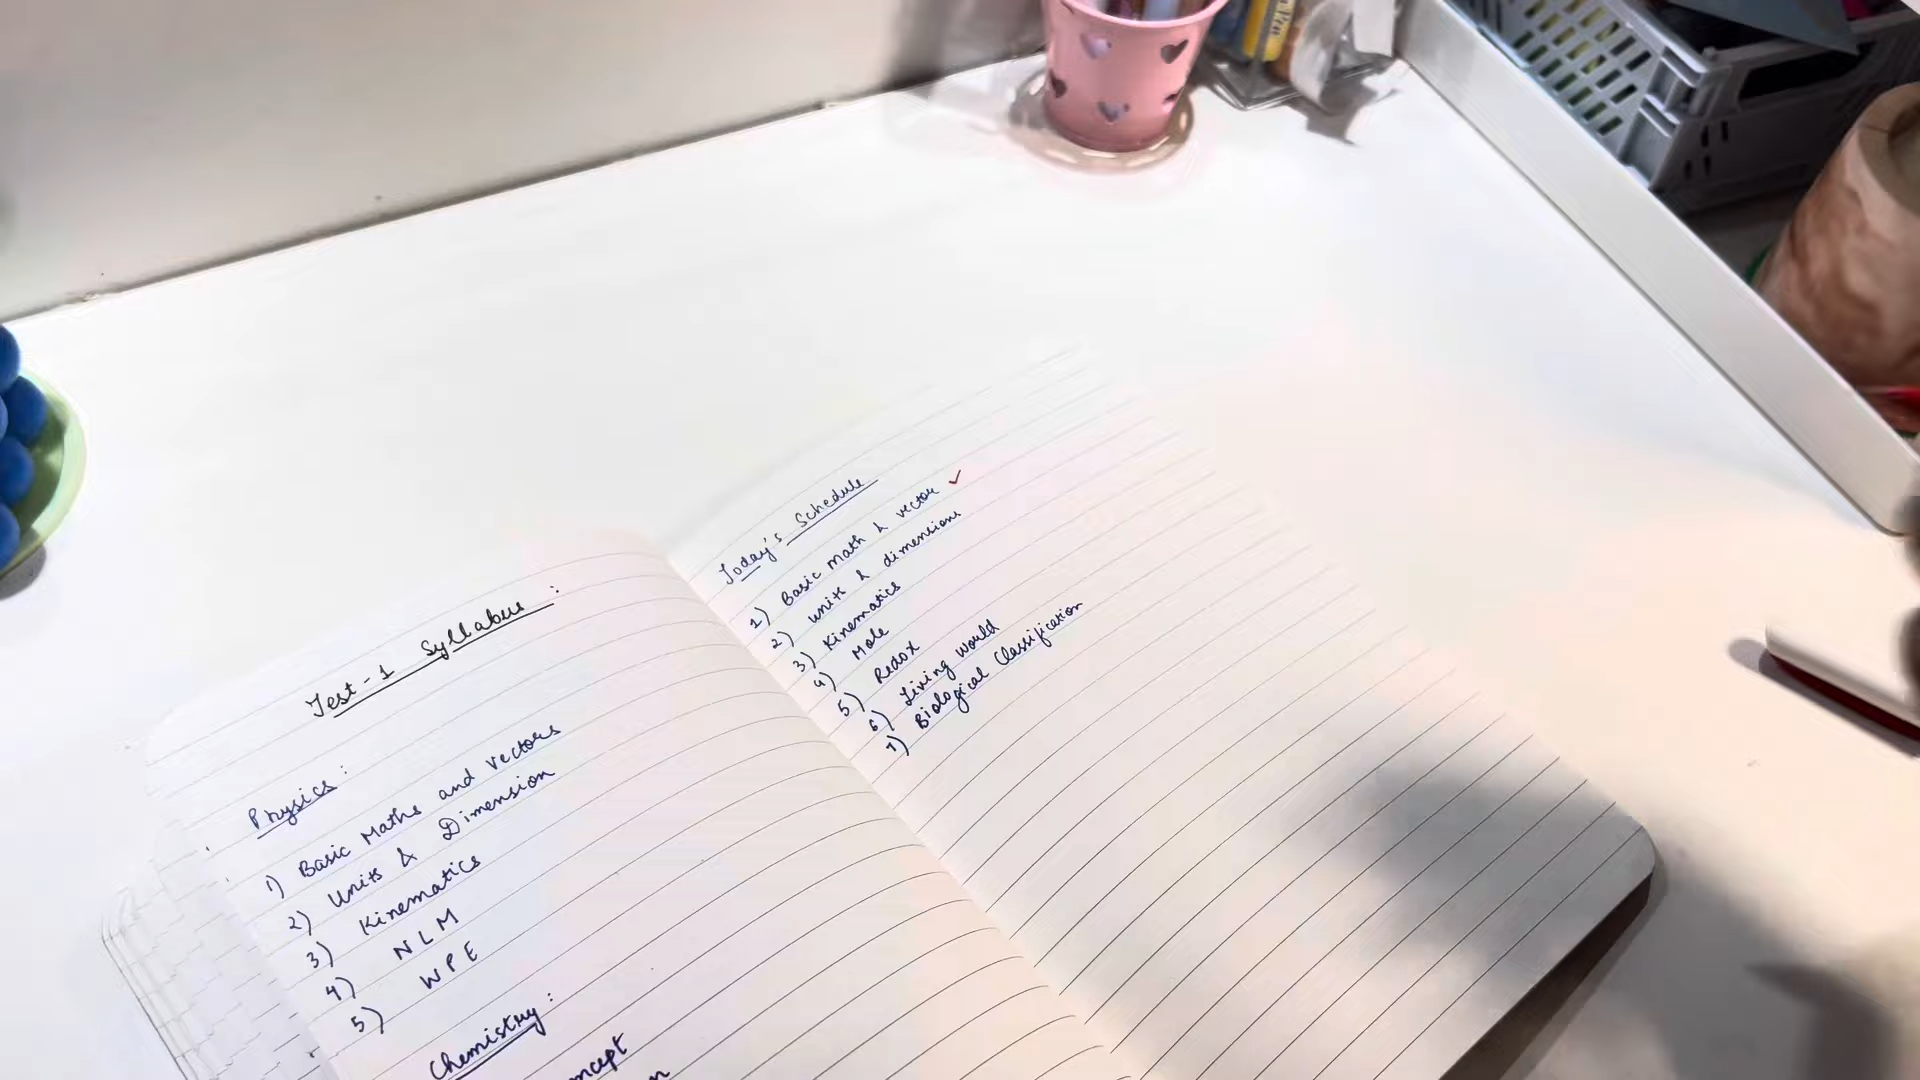 Test-1 Syllabus :
Physics :
1) Basic Maths and vectors
2) Units & Dimension
3) Kinematics
4) NLM
5) WPE
Chemistry :
Today's Schedule
1) Basic math & vector ✓
2) units & dimensions
3) Kinematics
4) Mole
5) Redox
6) Living world
7) Biological Classification